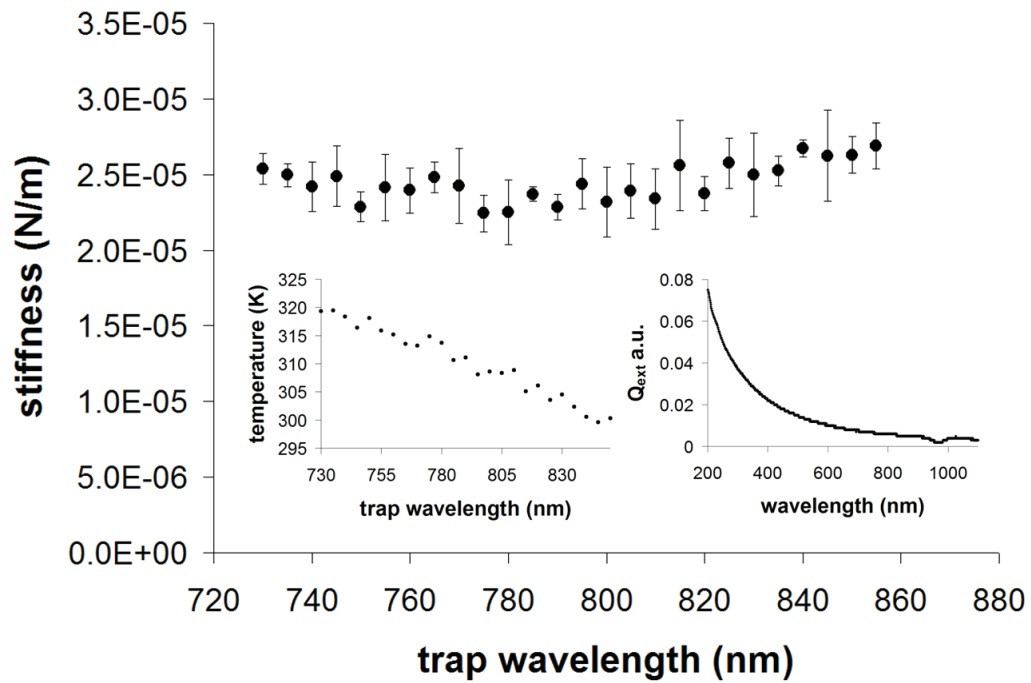 3.5E-05
3.0E-05
2.5E-05
2.0E-05
1.5E-05
1.0E-05
5.0E-06
0.0E+00
stiffness (N/m)
720 740 760 780 800 820 840 860 880
trap wavelength (nm)
325
320
315
310
305
300
295
temperature (K)
730 755 780 805 830
trap wavelength (nm)
0.08
0.06
0.04
0.02
0
Qext a.u.
200 400 600 800 1000
wavelength (nm)